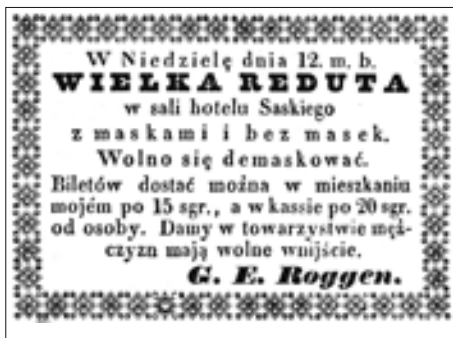 W Niedzielę dnia 12. m. b.
WIELKA REDUTA
w sali hotelu Saskiego
z maskami i bez masek.
Wolno się demaskować.
Biletów dostać można w mieszkaniu
mojém po 15 sgr., a w kassie po 20 sgr.
od osoby. Damy w towarzystwie męż-
czyzn mają wolne wnijście.
G. E. Roggen.